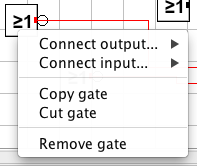 ≥1
≥1
Connect output...
Connect input...
Copy gate
Cut gate
Remove gate